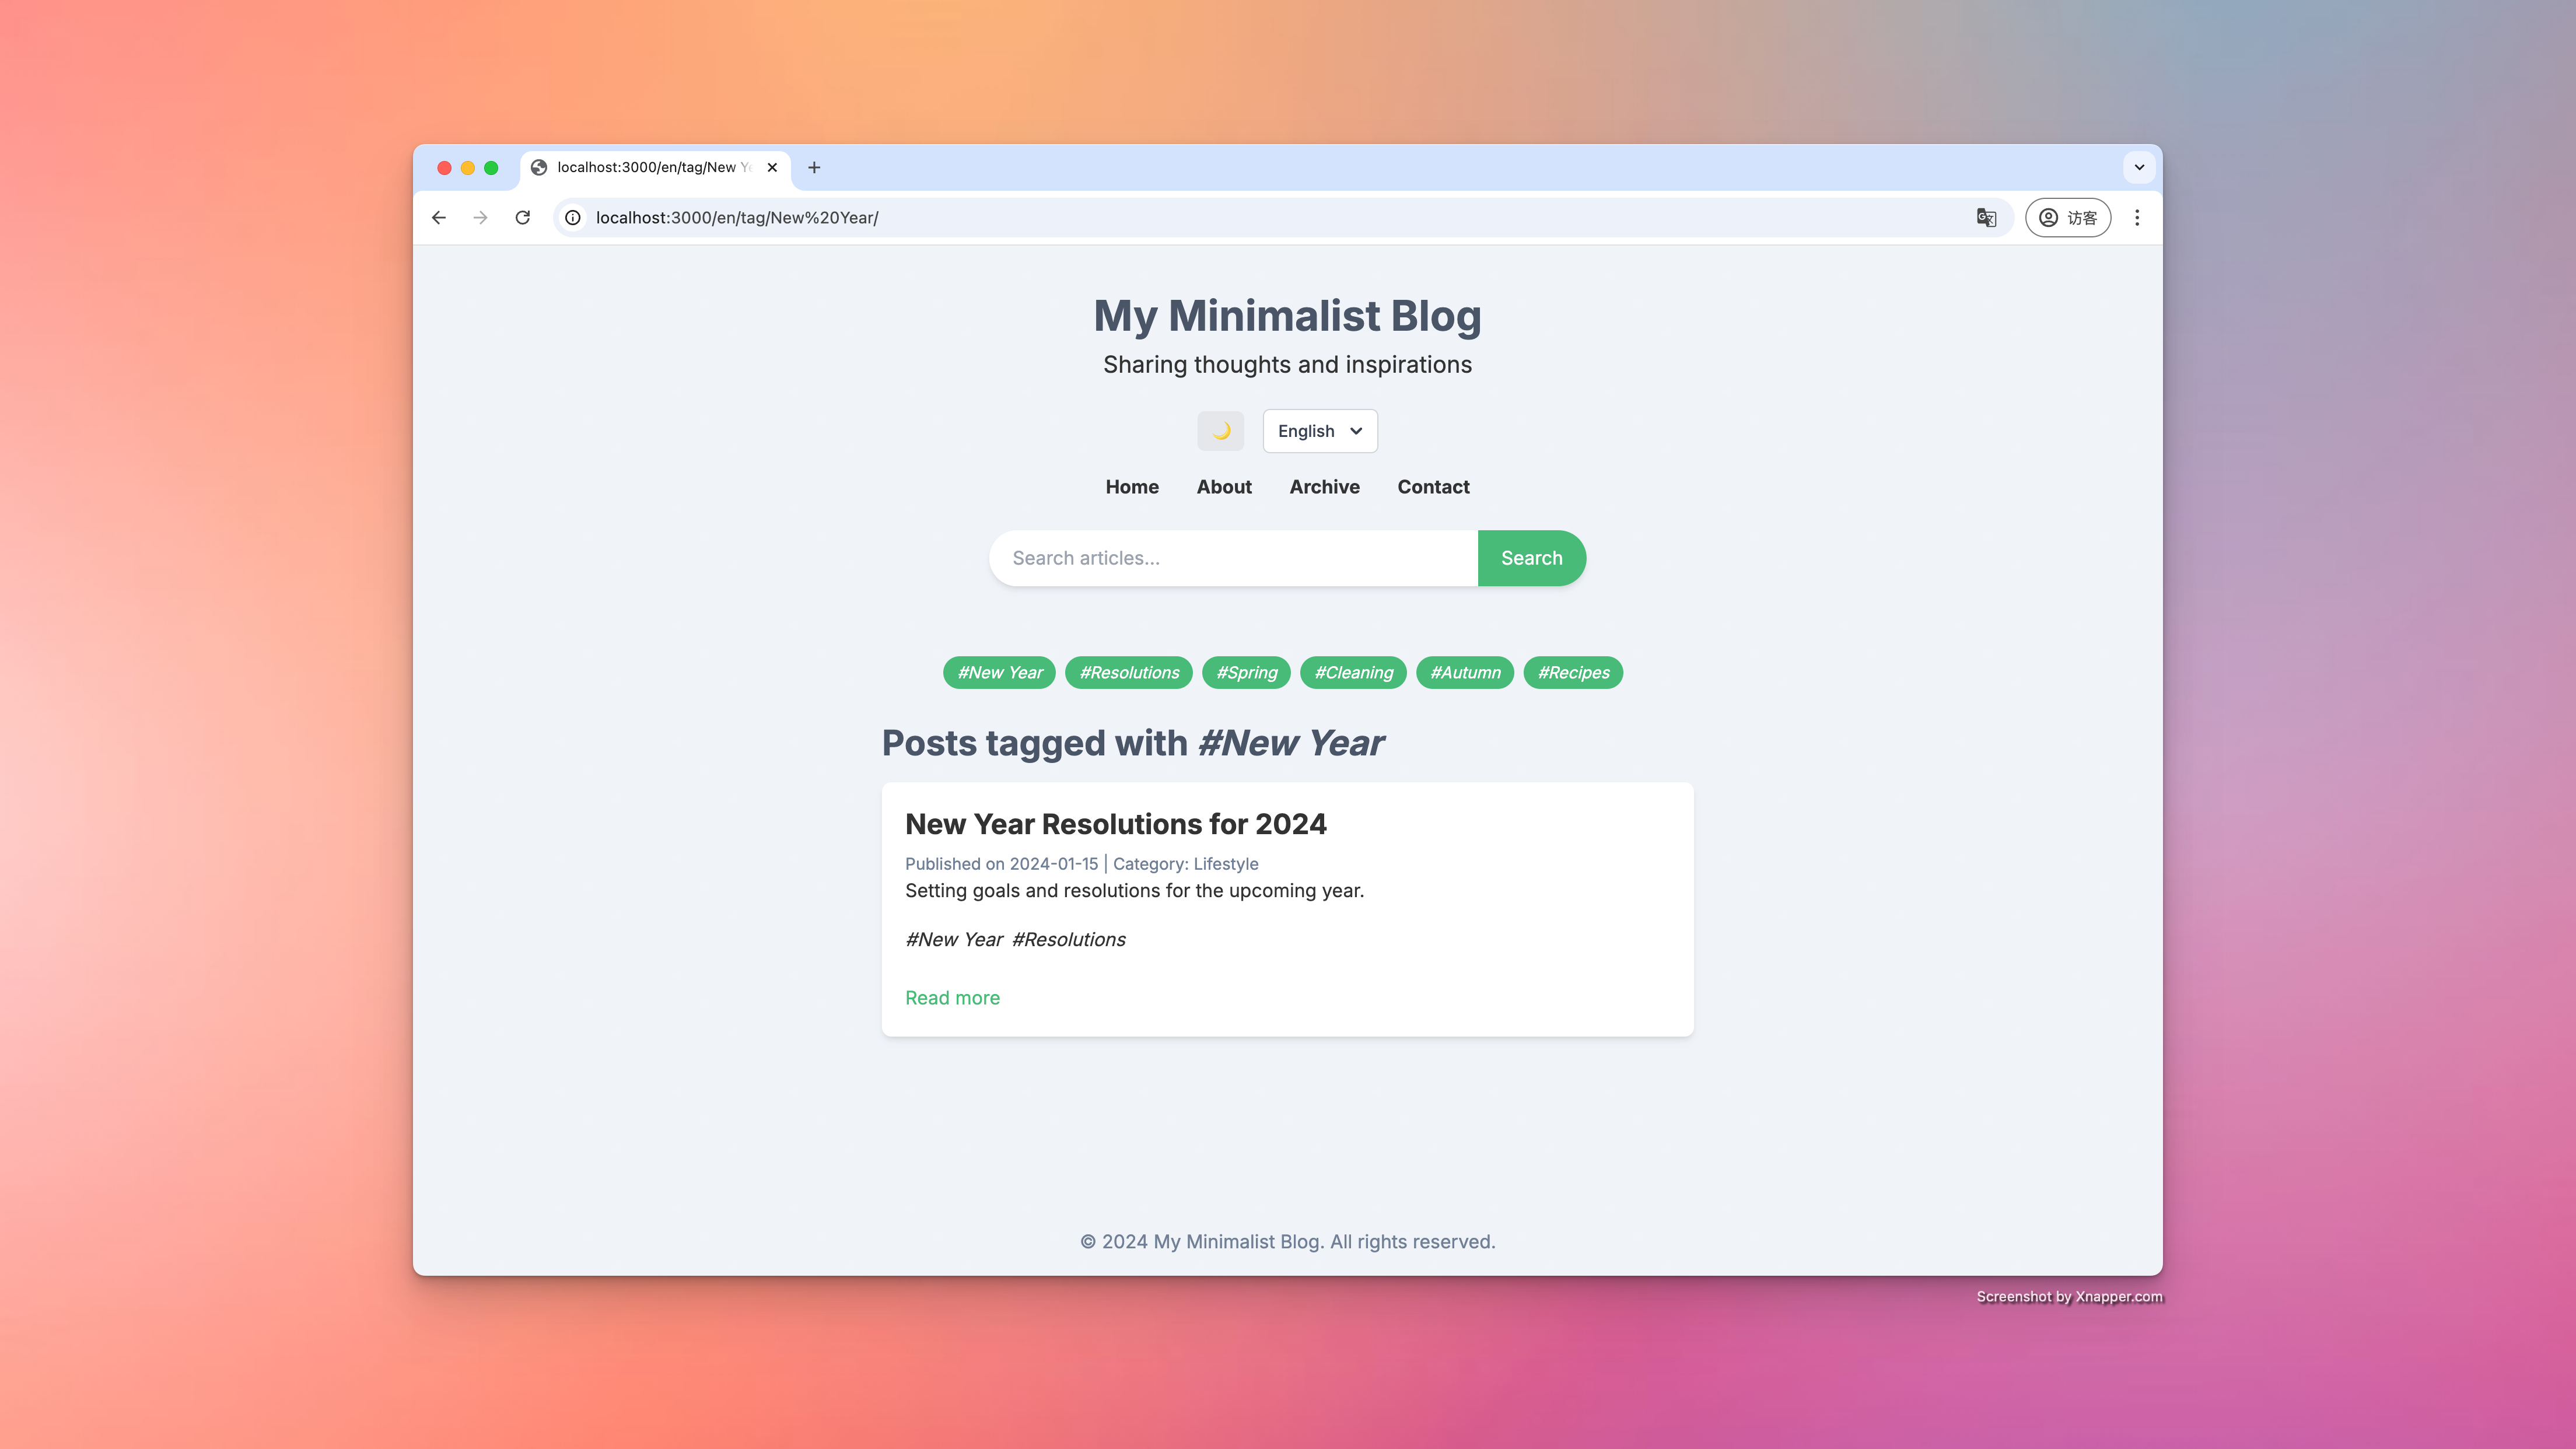 localhost:3000/en/tag/New Y
localhost:3000/en/tag/New%20Year/
访客
My Minimalist Blog
Sharing thoughts and inspirations
English
Home About Archive Contact
Search articles...
Search
#New Year #Resolutions #Spring #Cleaning #Autumn #Recipes
Posts tagged with #New Year
New Year Resolutions for 2024
Published on 2024-01-15 | Category: Lifestyle
Setting goals and resolutions for the upcoming year.
#New Year #Resolutions
Read more
© 2024 My Minimalist Blog. All rights reserved.
Screenshot by Xnapper.com